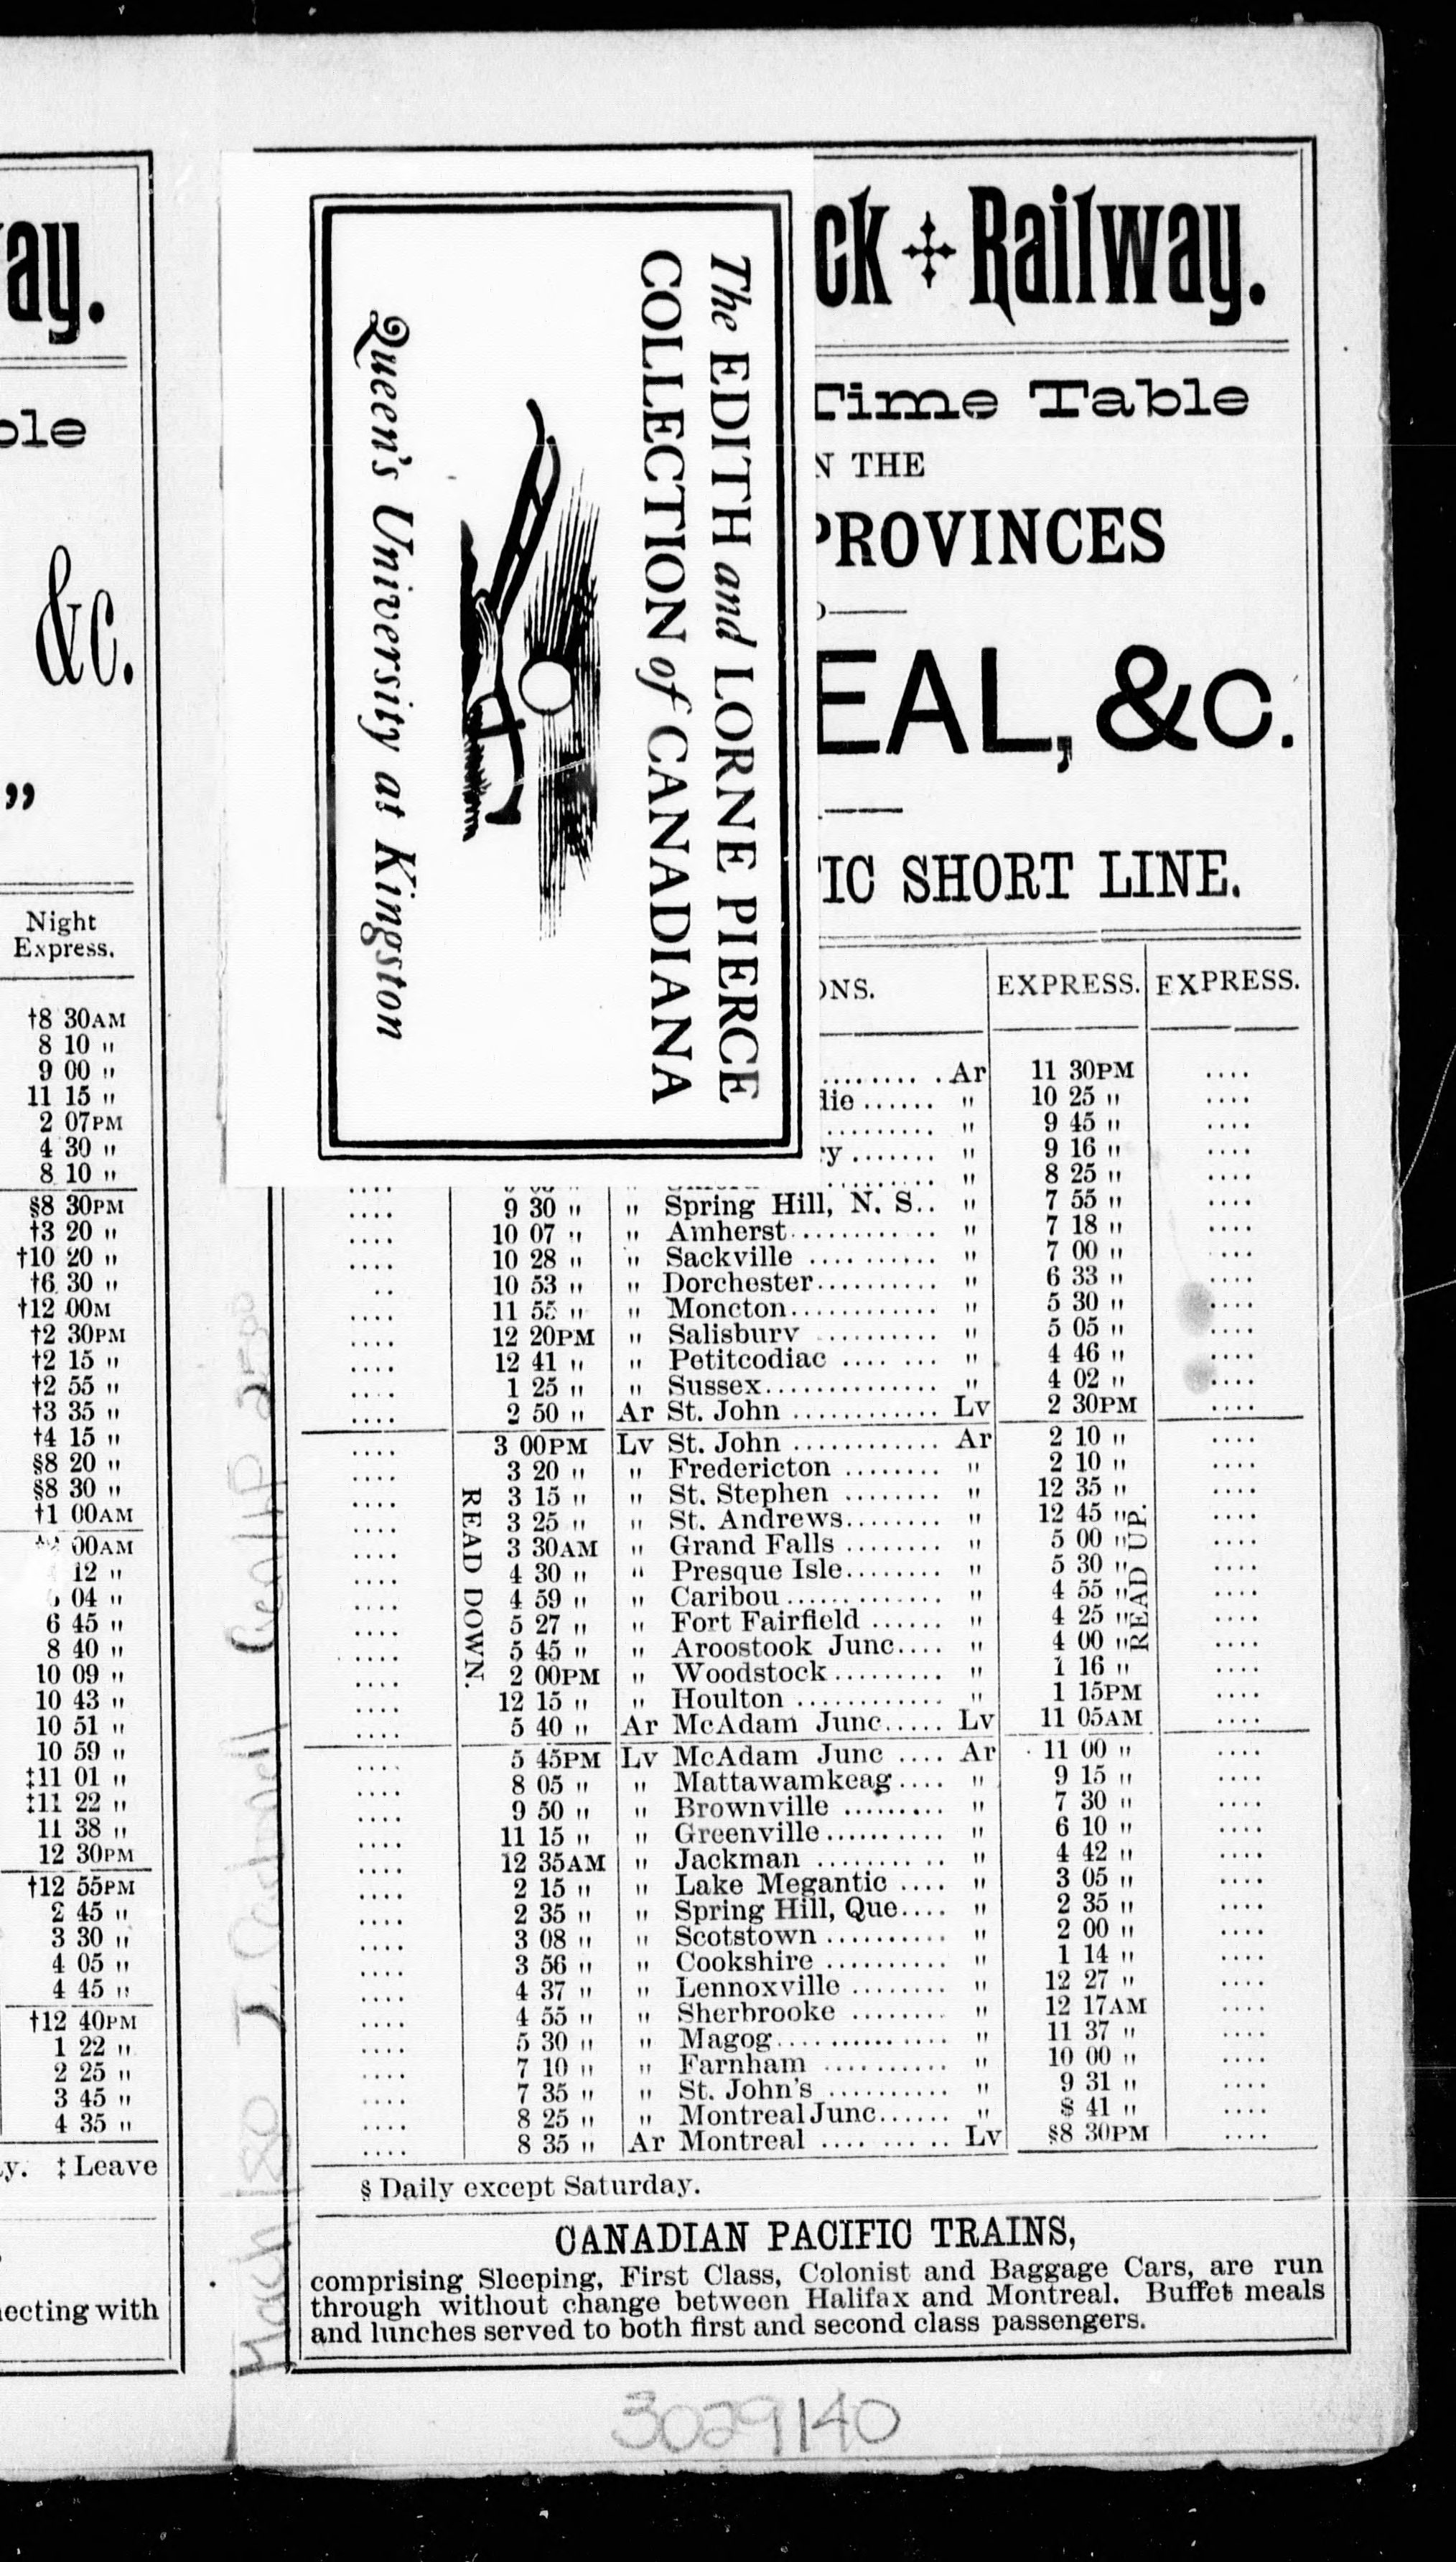 ay.
ble
&c.
”
Night
Express.
†8 30AM
8 10 "
9 00 "
11 15 "
2 07PM
4 30 "
8 10 "
§8 30PM
†3 20 "
†10 20 "
†6 30 "
†12 00M
†2 30PM
†2 15 "
†2 55 "
†3 35 "
†4 15 "
§8 20 "
§8 30 "
†1 00AM
00AM
12 "
04 "
6 45 "
8 40 "
10 09 "
10 43 "
10 51 "
10 59 "
‡11 01 "
‡11 22 "
11 38 "
12 30PM
†12 55PM
2 45 "
3 30 "
4 05 "
4 45 "
†12 40PM
1 22 "
2 25 "
3 45 "
4 35 "
y. ‡ Leave
ecting with
The EDITH and LORNE PIERCE
COLLECTION of CANADIANA
Queen's University at Kingston
ck Railway.
Time Table
N THE
PROVINCES
EAL, &c.
IC SHORT LINE.
ONS. EXPRESS. EXPRESS.
......... Ar 11 30PM ....
die ...... " 10 25 " ....
.......... " 9 45 " ....
y ....... " 9 16 " ....
.......... " 8 25 " ....
.... 9 30 " " Spring Hill, N. S.. " 7 55 " ....
.... 10 07 " " Amherst............ " 7 18 " ....
.... 10 28 " " Sackville .......... " 7 00 " ....
.. 10 53 " " Dorchester.......... " 6 33 " ....
.... 11 55 " " Moncton............ " 5 30 " ....
.... 12 20PM " Salisbury .......... " 5 05 " ....
.... 12 41 " " Petitcodiac .... ... " 4 46 " ....
.... 1 25 " " Sussex.............. " 4 02 " ....
.... 2 50 " Ar St. John ............ Lv 2 30PM ....
.... 3 00PM Lv St. John ............ Ar 2 10 " ....
.... 3 20 " " Fredericton ........ " 2 10 " ....
.... 3 15 " " St. Stephen ........ " 12 35 " ....
.... 3 25 " " St. Andrews........ " 12 45 " ....
.... 3 30AM " Grand Falls ........ " 5 00 " ....
.... 4 30 " " Presque Isle........ " 5 30 " ....
.... 4 59 " " Caribou.............. " 4 55 " ....
.... 5 27 " " Fort Fairfield ...... " 4 25 " ....
.... 5 45 " " Aroostook Junc.... " 4 00 " ....
.... 2 00PM " Woodstock......... " 1 16 " ....
.... 12 15 " " Houlton ............ " 1 15PM ....
.... 5 40 " Ar McAdam Junc..... Lv 11 05AM ....
READ DOWN.
READ UP.
.... 5 45PM Lv McAdam Junc .... Ar 11 00 " ....
.... 8 05 " " Mattawamkeag.... " 9 15 " ....
.... 9 50 " " Brownville ......... " 7 30 " ....
.... 11 15 " " Greenville.......... " 6 10 " ....
.... 12 35AM " Jackman .......... " 4 42 " ....
.... 2 15 " " Lake Megantic .... " 3 05 " ....
.... 2 35 " " Spring Hill, Que.... " 2 35 " ....
.... 3 08 " " Scotstown .......... " 2 00 " ....
.... 3 56 " " Cookshire .......... " 1 14 " ....
.... 4 37 " " Lennoxville ........ " 12 27 " ....
.... 4 55 " " Sherbrooke ........ " 12 17AM ....
.... 5 30 " " Magog.............. " 11 37 " ....
.... 7 10 " " Farnham .......... " 10 00 " ....
.... 7 35 " " St. John's .......... " 9 31 " ....
.... 8 25 " " Montreal Junc...... " 8 41 " ....
.... 8 35 " Ar Montreal .......... Lv §8 30PM ....
§ Daily except Saturday.
CANADIAN PACIFIC TRAINS,
comprising Sleeping, First Class, Colonist and Baggage Cars, are run
through without change between Halifax and Montreal. Buffet meals
and lunches served to both first and second class passengers.
3029140